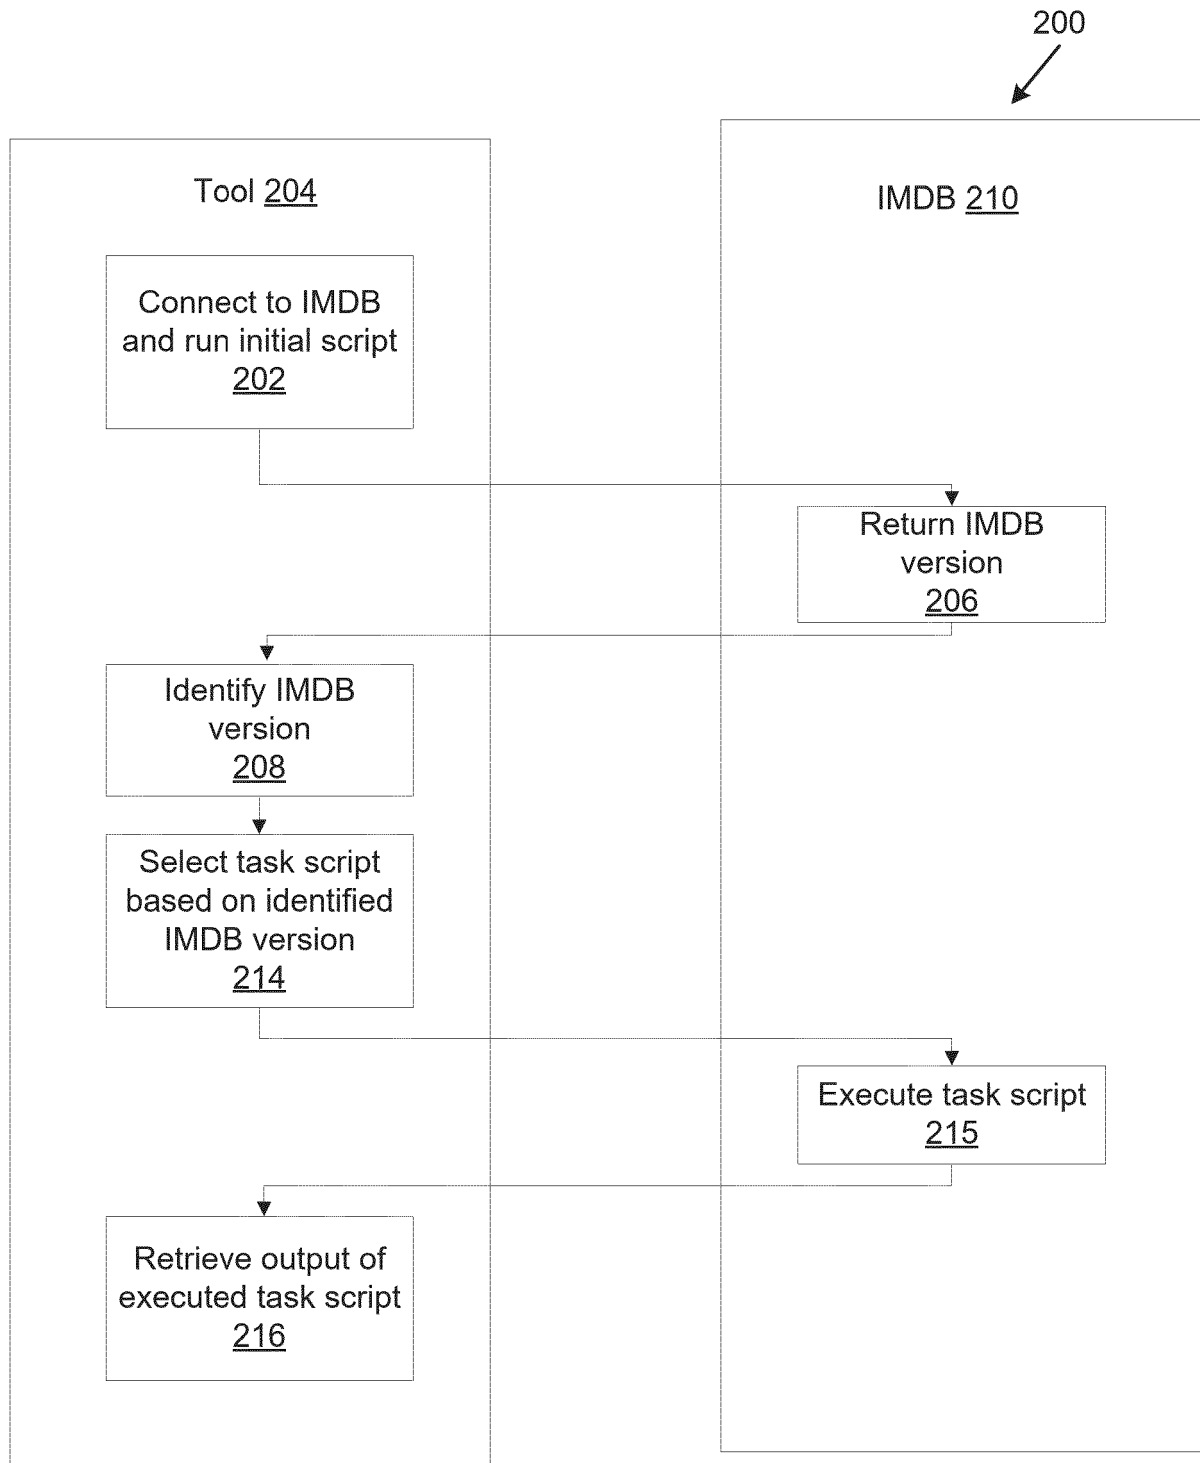 200
Tool 204
IMDB 210
Connect to IMDB
and run initial script
202
Return IMDB
version
206
Identify IMDB
version
208
Select task script
based on identified
IMDB version
214
Execute task script
215
Retrieve output of
executed task script
216